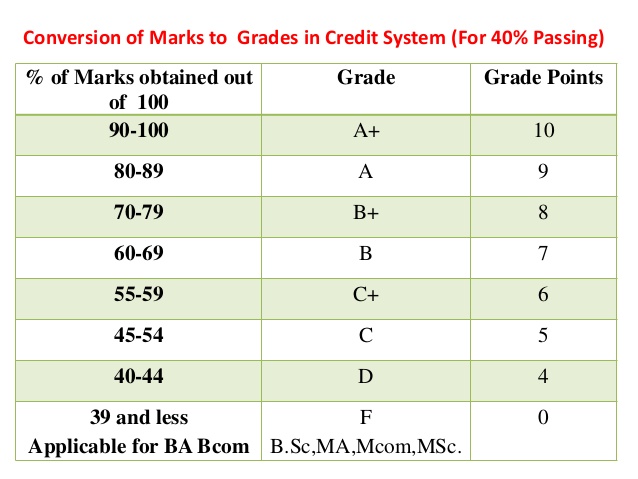 Conversion of Marks to Grades in Credit System (For 40% Passing)
% of Marks obtained out of 100 Grade Grade Points
90-100 A+ 10
80-89 A 9
70-79 B+ 8
60-69 B 7
55-59 C+ 6
45-54 C 5
40-44 D 4
39 and less F 0
Applicable for BA Bcom B.Sc,MA,Mcom,MSc.